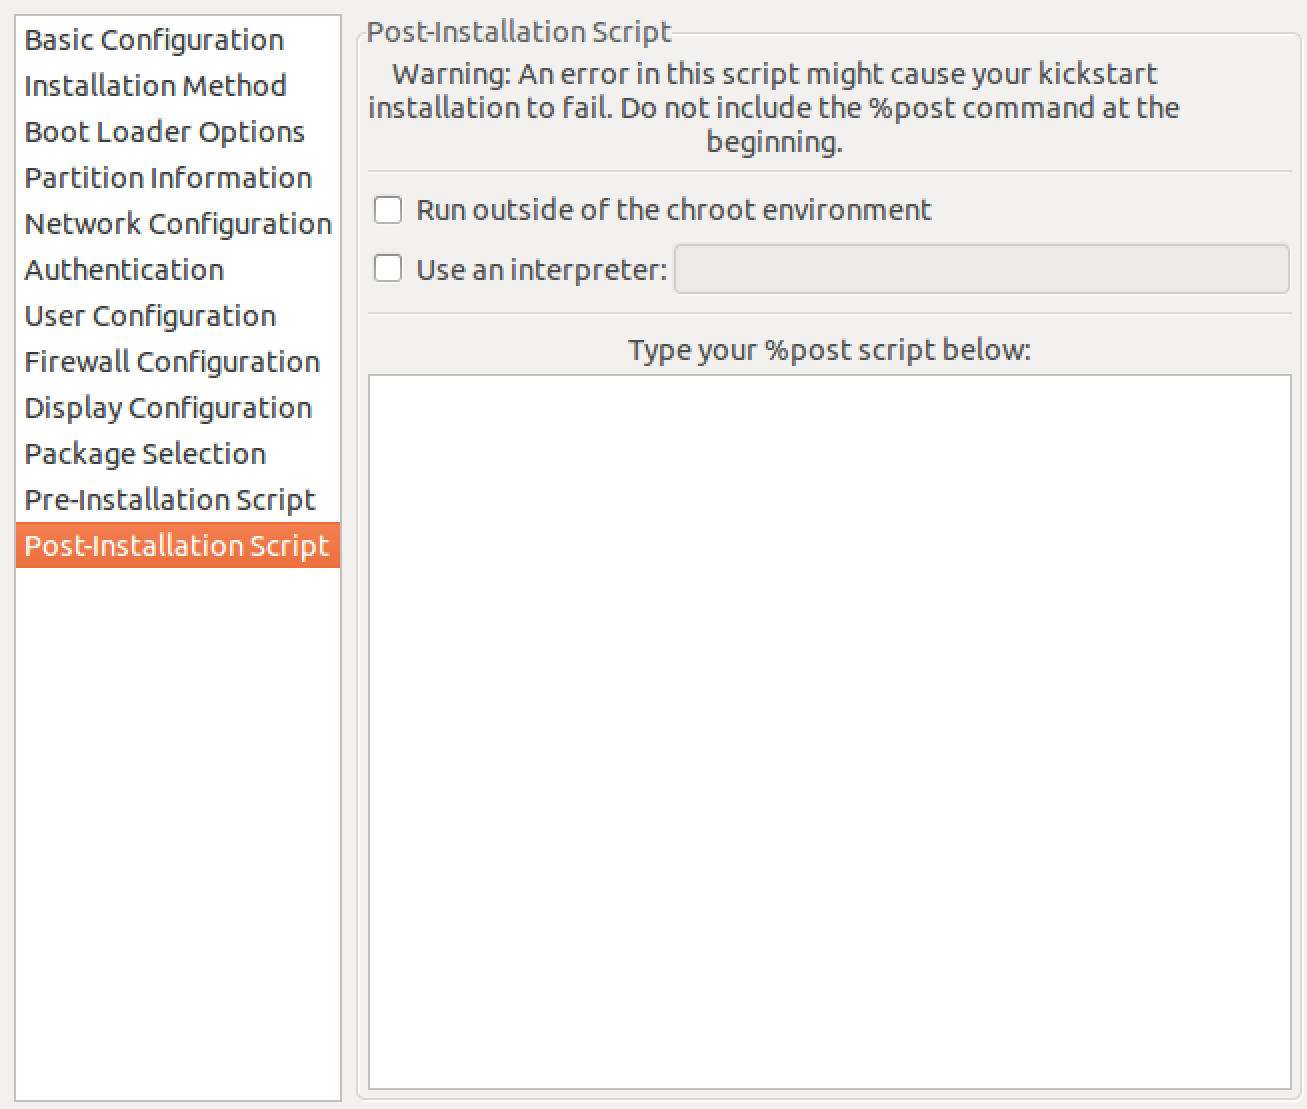 Basic Configuration
Installation Method
Boot Loader Options
Partition Information
Network Configuration
Authentication
User Configuration
Firewall Configuration
Display Configuration
Package Selection
Pre-Installation Script
Post-Installation Script
Post-Installation Script
Warning: An error in this script might cause your kickstart
installation to fail. Do not include the %post command at the
beginning.
Run outside of the chroot environment
Use an interpreter:
Type your %post script below: